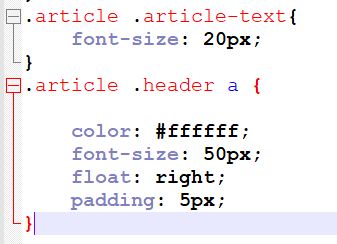 .article .article-text{
font-size: 20px;
}
.article .header a {
color: #ffffff;
font-size: 50px;
float: right;
padding: 5px;
}